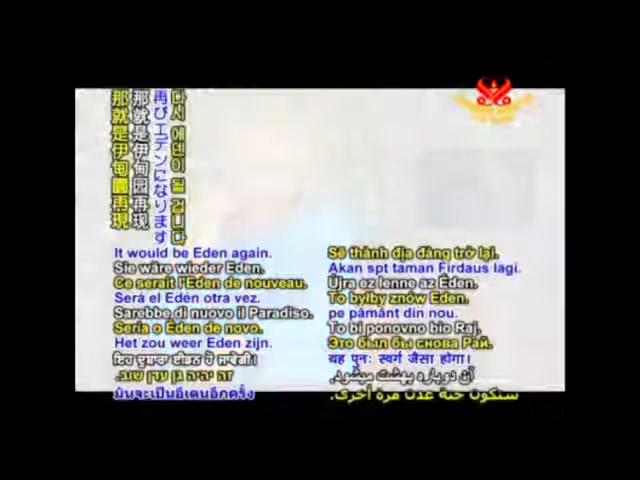 那就是伊甸園再現
那就是伊甸园再现
再びエデンになります
다시 에덴이 될 겁니다
It would be Eden again.
Sie wäre wieder Eden.
Ce serait l'Eden de nouveau.
Será el Edén otra vez.
Sarebbe di nuovo il Paradiso.
Seria o Éden de novo.
Het zou weer Eden zijn.
ਇਹ ਦੁਬਾਰਾ ਈਡਨ ਹੋ ਜਾਵੇਗੀ।
זה יהיה גן עדן שוב.
มันจะเป็นอีเดนอีกครั้ง
Sẽ thành địa đàng trở lại.
Akan spt taman Firdaus lagi.
Újra ez lenne az Éden.
To byłby znów Eden.
pe pământ din nou.
To bi ponovno bio Raj,
Это был бы снова Рай.
यह पुनः स्वर्ग जैसा होगा।
آن دوباره بهشت میشود.
ستكون جنة عدن مرة أخرى.